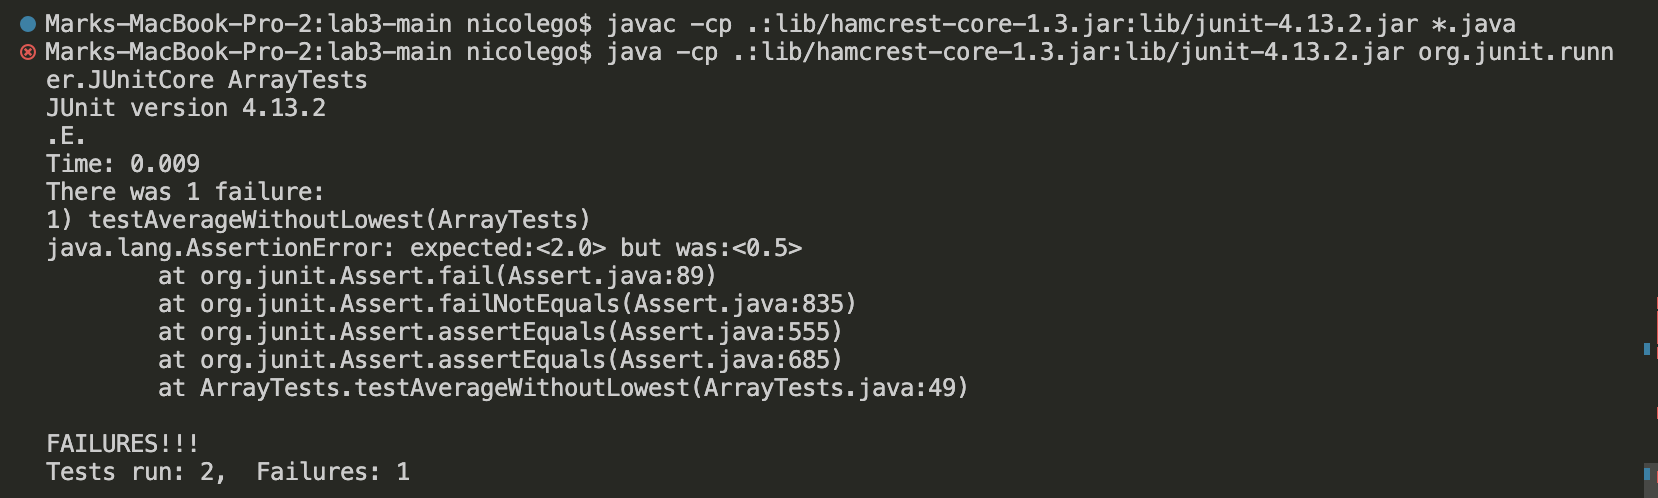 Marks-MacBook-Pro-2:lab3-main nicolego$ javac -cp .:lib/hamcrest-core-1.3.jar:lib/junit-4.13.2.jar *.java
Marks-MacBook-Pro-2:lab3-main nicolego$ java -cp .:lib/hamcrest-core-1.3.jar:lib/junit-4.13.2.jar org.junit.runn
er.JUnitCore ArrayTests
JUnit version 4.13.2
.E.
Time: 0.009
There was 1 failure:
1) testAverageWithoutLowest(ArrayTests)
java.lang.AssertionError: expected:<2.0> but was:<0.5>
        at org.junit.Assert.fail(Assert.java:89)
        at org.junit.Assert.failNotEquals(Assert.java:835)
        at org.junit.Assert.assertEquals(Assert.java:555)
        at org.junit.Assert.assertEquals(Assert.java:685)
        at ArrayTests.testAverageWithoutLowest(ArrayTests.java:49)

FAILURES!!!
Tests run: 2,  Failures: 1